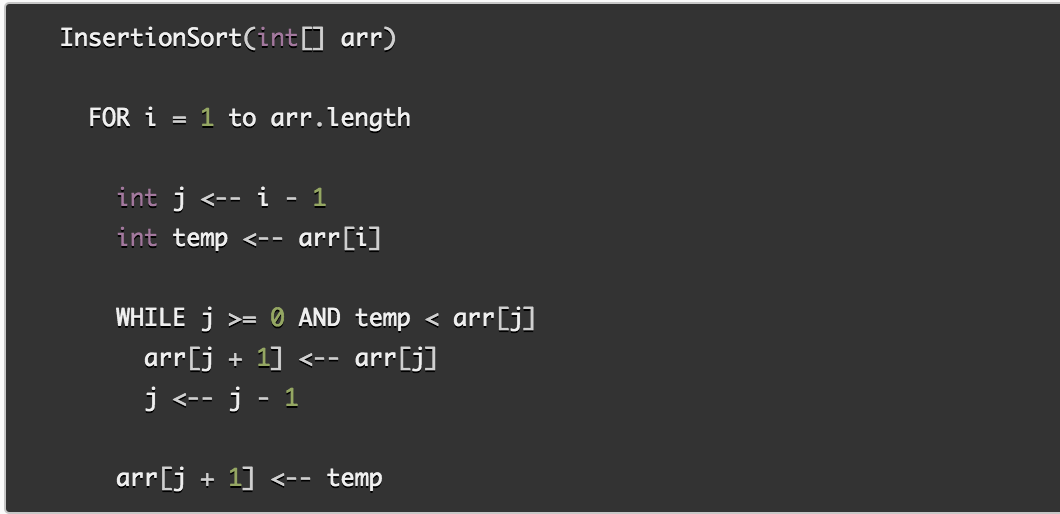 InsertionSort(int[] arr)
FOR i = 1 to arr.length
int j <-- i - 1
int temp <-- arr[i]
WHILE j >= 0 AND temp < arr[j]
arr[j + 1] <-- arr[j]
j <-- j - 1
arr[j + 1] <-- temp